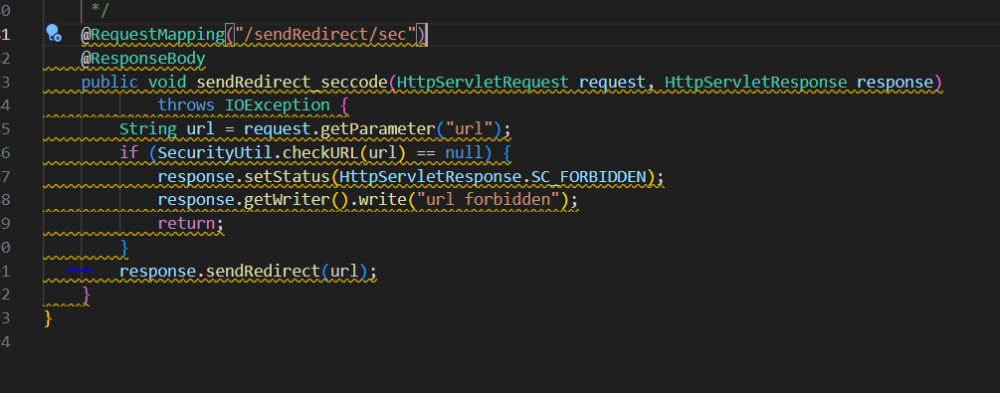 0 */
1 @RequestMapping("/sendRedirect/sec")
2 @ResponseBody
3 public void sendRedirect_seccode(HttpServletRequest request, HttpServletResponse response)
4 throws IOException {
5 String url = request.getParameter("url");
6 if (SecurityUtil.checkURL(url) == null) {
7 response.setStatus(HttpServletResponse.SC_FORBIDDEN);
8 response.getWriter().write("url forbidden");
9 return;
0 }
1 response.sendRedirect(url);
2 }
3 }
4